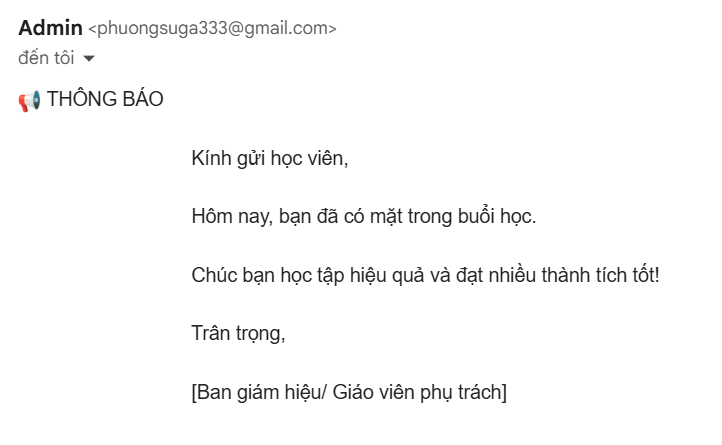 Admin <phuongsuga333@gmail.com>
đến tôi
📢 THÔNG BÁO
Kính gửi học viên,
Hôm nay, bạn đã có mặt trong buổi học.
Chúc bạn học tập hiệu quả và đạt nhiều thành tích tốt!
Trân trọng,
[Ban giám hiệu/ Giáo viên phụ trách]